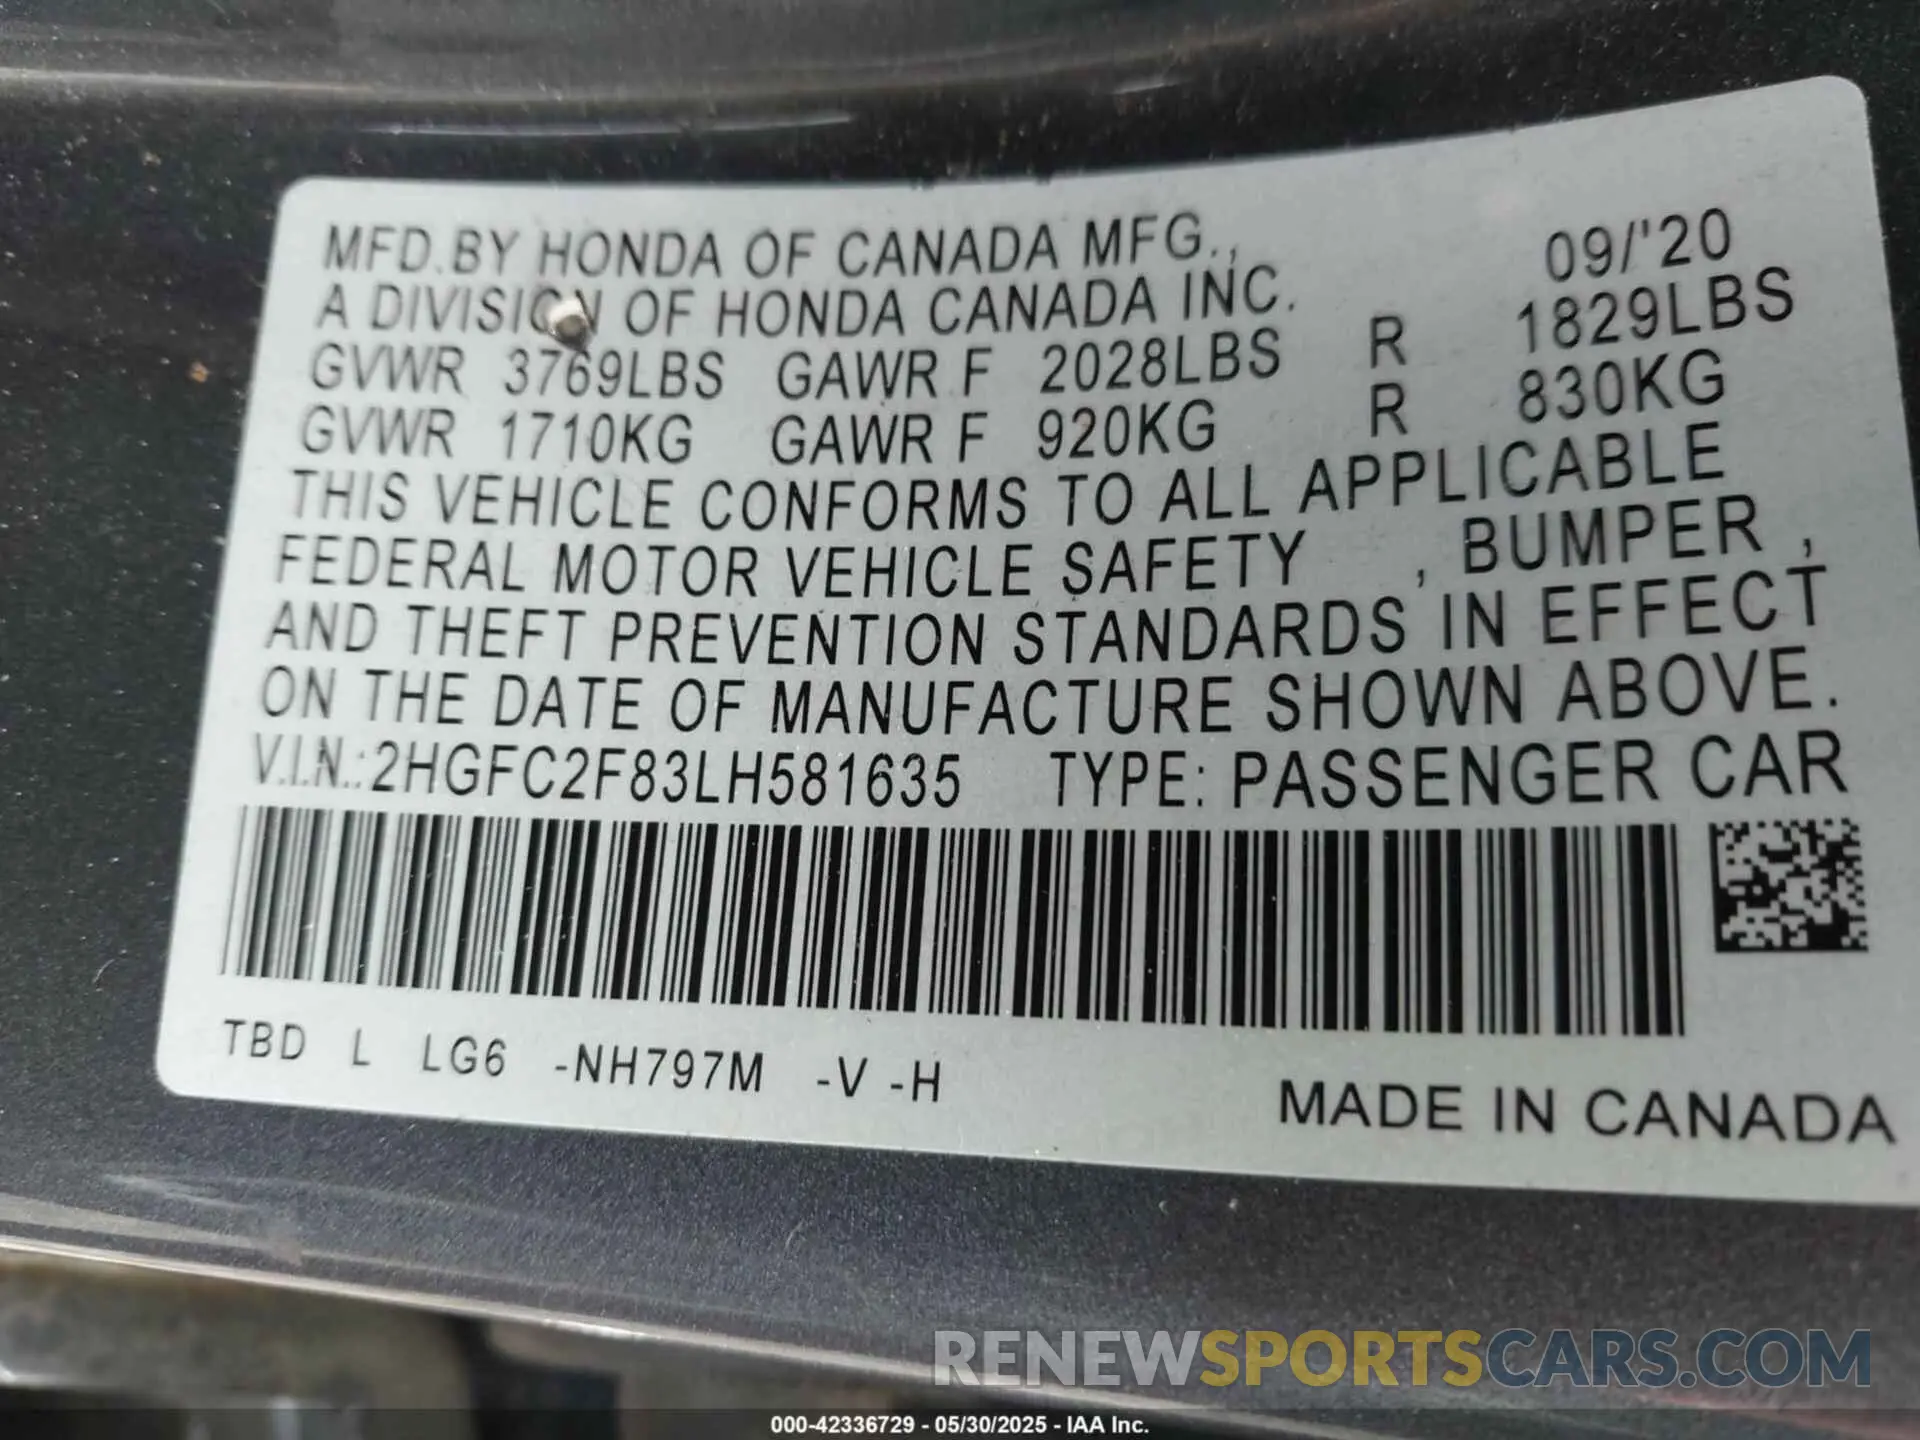 MFD.BY HONDA OF CANADA MFG., 09/'20
A DIVISION OF HONDA CANADA INC.
GVWR 3769LBS GAWR F 2028LBS R 1829LBS
GVWR 1710KG GAWR F 920KG R 830KG
THIS VEHICLE CONFORMS TO ALL APPLICABLE
FEDERAL MOTOR VEHICLE SAFETY , BUMPER ,
AND THEFT PREVENTION STANDARDS IN EFFECT
ON THE DATE OF MANUFACTURE SHOWN ABOVE.
V.I.N.:2HGFC2F83LH581635 TYPE: PASSENGER CAR
TBD L LG6 -NH797M -V -H
MADE IN CANADA
RENEWSPORTSCARS.COM
000-42336729 - 05/30/2025 - IAA Inc.